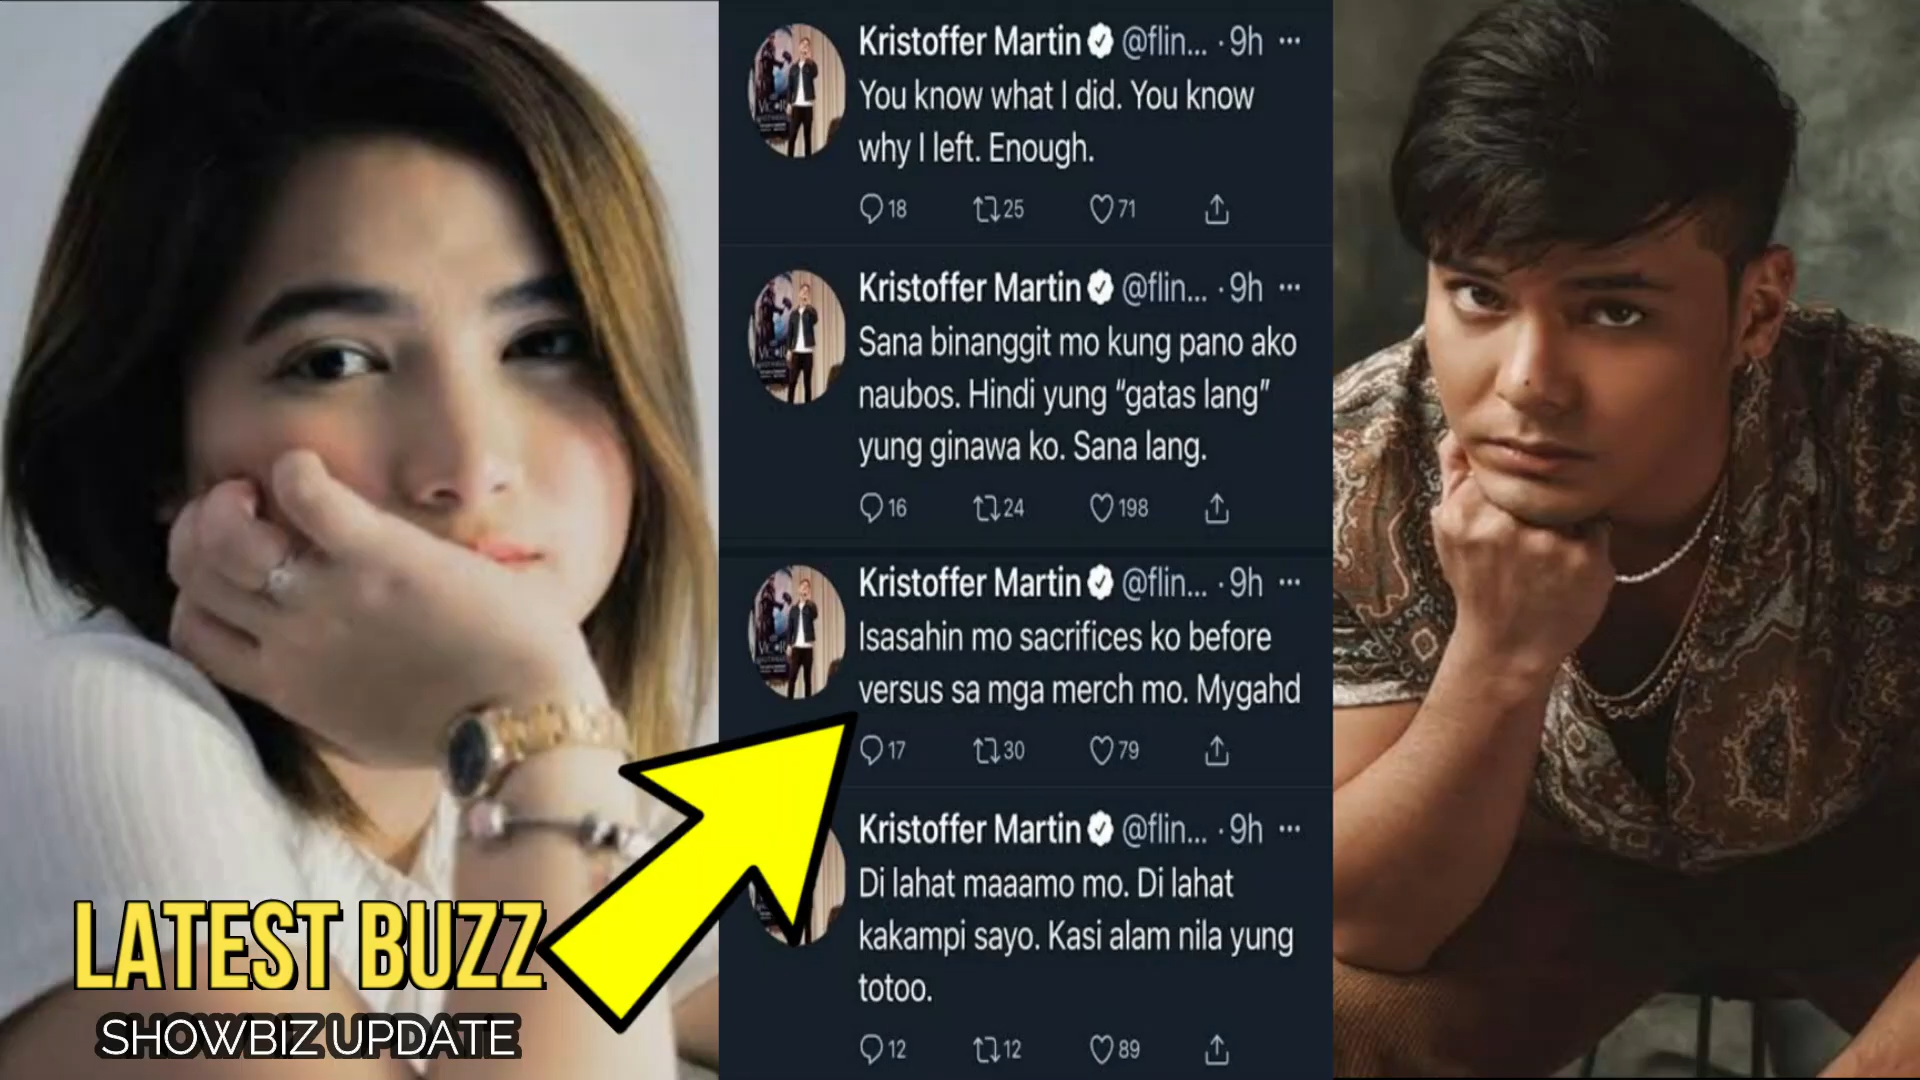 Kristoffer Martin @flin... · 9h ...
You know what I did. You know
why I left. Enough.
18 25 71
Kristoffer Martin @flin... · 9h ...
Sana binanggit mo kung pano ako
naubos. Hindi yung “gatas lang”
yung ginawa ko. Sana lang.
16 24 198
Kristoffer Martin @flin... · 9h ...
Isasahin mo sacrifices ko before
versus sa mga merch mo. Mygahd
17 30 79
Kristoffer Martin @flin... · 9h ...
Di lahat maaamo mo. Di lahat
kakampi sayo. Kasi alam nila yung
totoo.
12 12 89
LATEST BUZZ
SHOWBIZ UPDATE